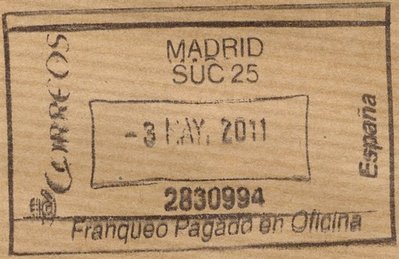 CORREOS
MADRID
SUC 25
-3 MAY. 2011
España
2830994
Franqueo Pagado en Oficina